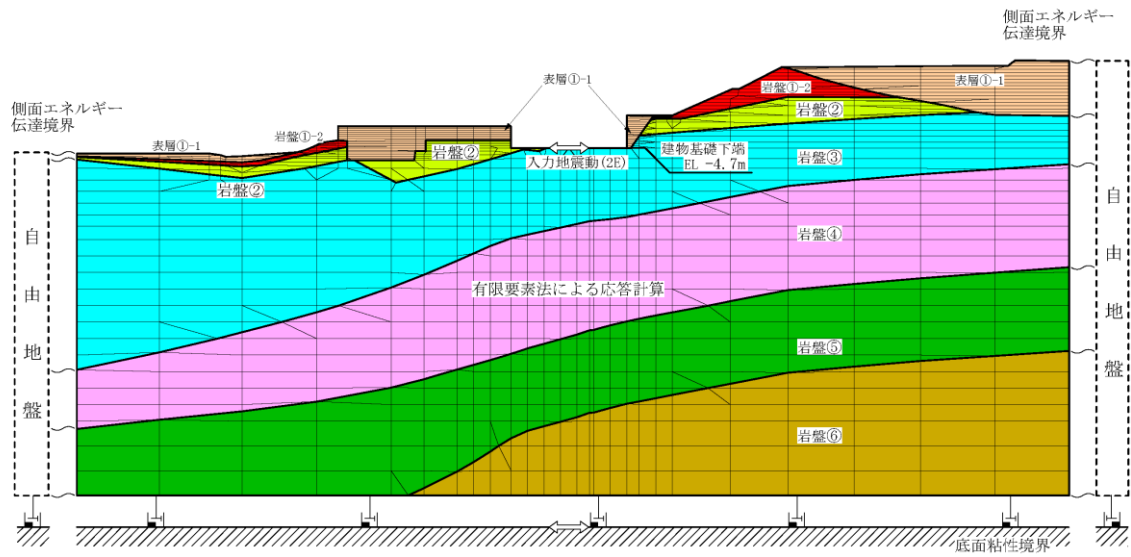 側面エネルギー
伝達境界
側面エネルギー
伝達境界
表層①-1
岩盤①-2
表層①-1
岩盤①-2
表層①-1
岩盤②
岩盤②
岩盤②
入力地震動(2E)
建物基礎下端
EL -4.7m
岩盤③
岩盤④
有限要素法による応答計算
岩盤⑤
岩盤⑥
自由地盤
自由地盤
底面粘性境界